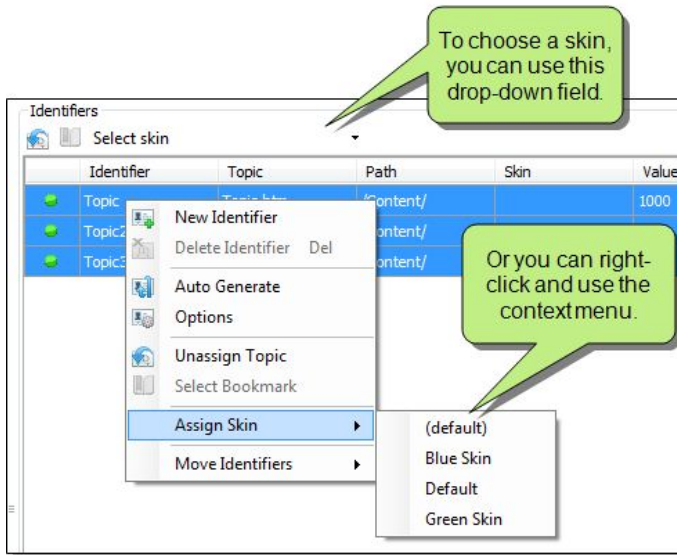 To choose a skin,
you can use this
drop-down field.
Identifiers
Select skin
Identifier Topic Path Skin Value
Topic Topic.htm /Content/ 1000
Topic2 ontent/
Topic3 ontent/
New Identifier
Delete Identifier Del
Auto Generate
Options
Unassign Topic
Select Bookmark
Assign Skin
Move Identifiers
Or you can right-
click and use the
context menu.
(default)
Blue Skin
Default
Green Skin